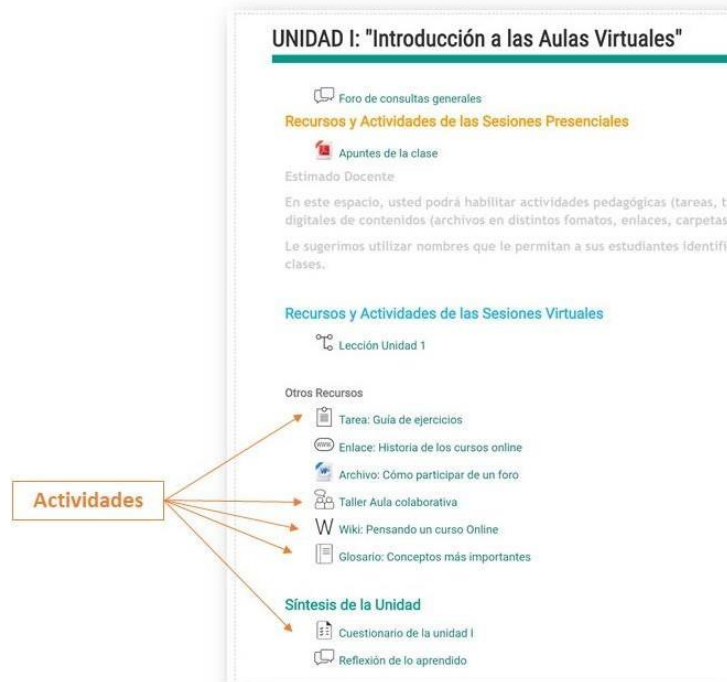 UNIDAD I: "Introducción a las Aulas Virtuales"
Foro de consultas generales
Recursos y Actividades de las Sesiones Presenciales
Apuntes de la clase
Estimado Docente
En este espacio, usted podrá habilitar actividades pedagógicas (tareas, t
digitales de contenidos (archivos en distintos fomatos, enlaces, carpetas
Le sugerimos utilizar nombres que le permitan a sus estudiantes identifi
clases.
Recursos y Actividades de las Sesiones Virtuales
Lección Unidad 1
Otros Recursos
Tarea: Guía de ejercicios
www Enlace: Historia de los cursos online
W Archivo: Cómo participar de un foro
Actividades
Taller Aula colaborativa
W Wiki: Pensando un curso Online
Glosario: Conceptos más importantes
Síntesis de la Unidad
Cuestionario de la unidad I
Reflexión de lo aprendido